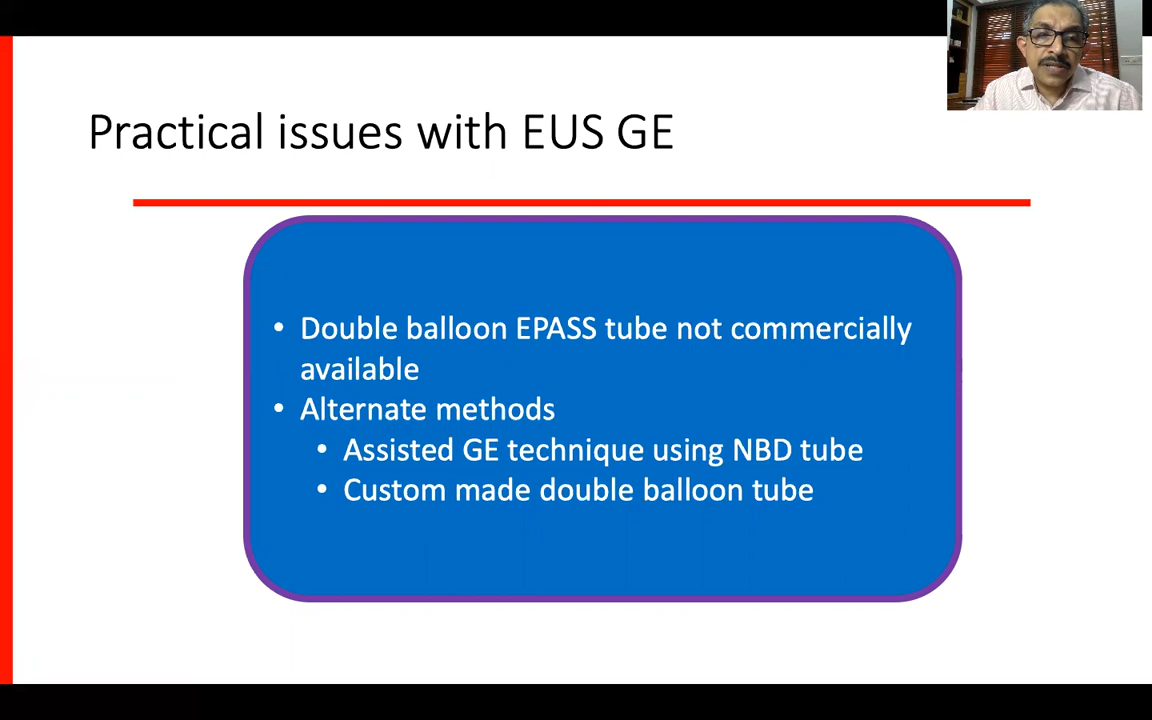 Practical issues with EUS GE
• Double balloon EPASS tube not commercially
available
• Alternate methods
• Assisted GE technique using NBD tube
• Custom made double balloon tube